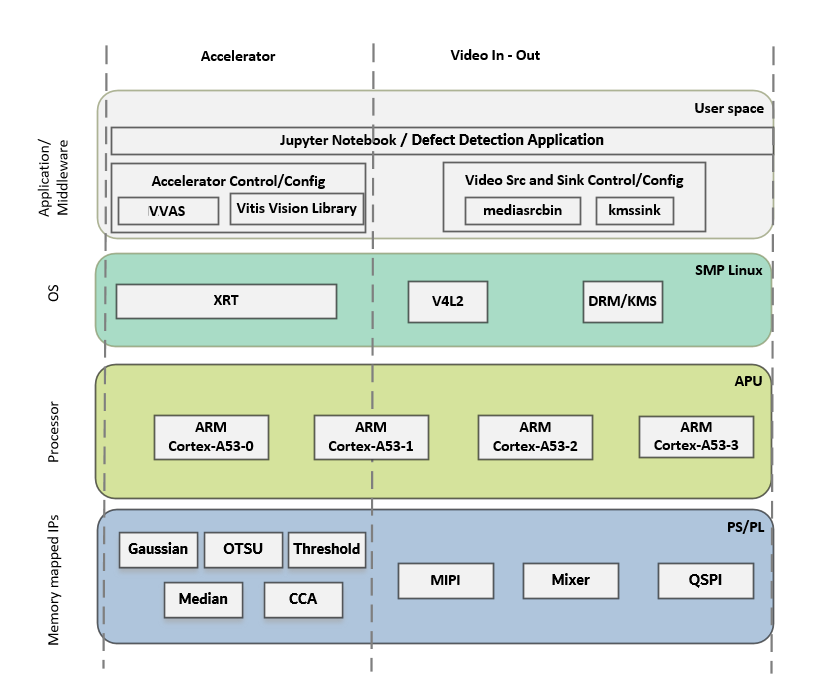 Accelerator
Video In - Out
Application/
Middleware
User space
Jupyter Notebook / Defect Detection Application
Accelerator Control/Config
VVAS
Vitis Vision Library
Video Src and Sink Control/Config
mediasrcbin
kmssink
OS
SMP Linux
XRT
V4L2
DRM/KMS
Processor
APU
ARM
Cortex-A53-0
ARM
Cortex-A53-1
ARM
Cortex-A53-2
ARM
Cortex-A53-3
Memory mapped IPs
PS/PL
Gaussian
OTSU
Threshold
Median
CCA
MIPI
Mixer
QSPI